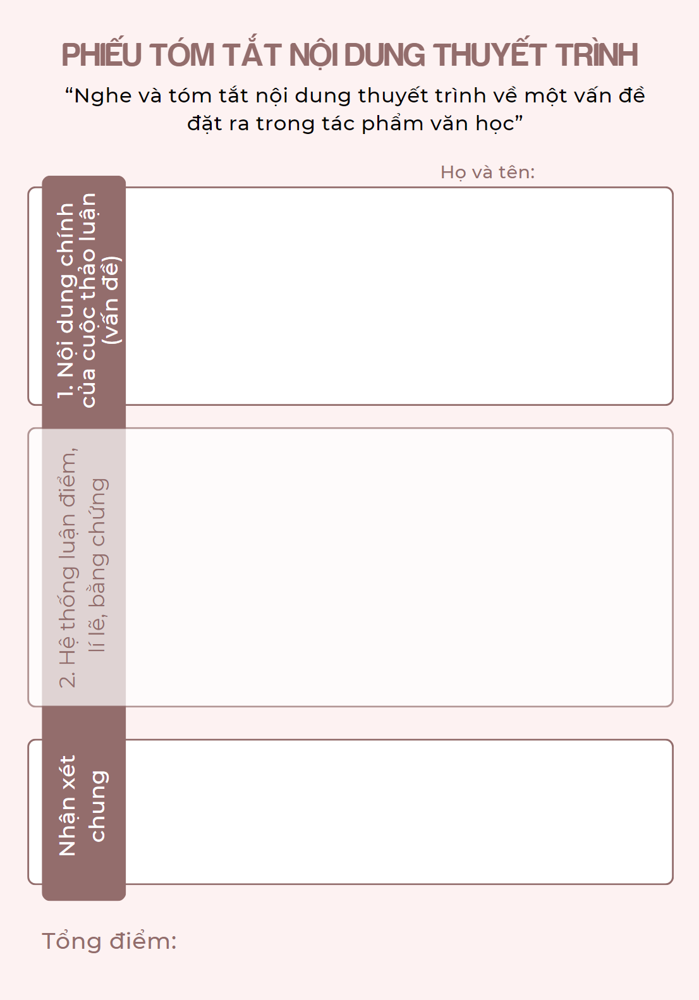 PHIẾU TÓM TẮT NỘI DUNG THUYẾT TRÌNH
“Nghe và tóm tắt nội dung thuyết trình về một vấn đề
đặt ra trong tác phẩm văn học”
Họ và tên:
1. Nội dung chính
của cuộc thảo luận
(vấn đề)
2. Hệ thống luận điểm,
lí lẽ, bằng chứng
Nhận xét
chung
Tổng điểm: